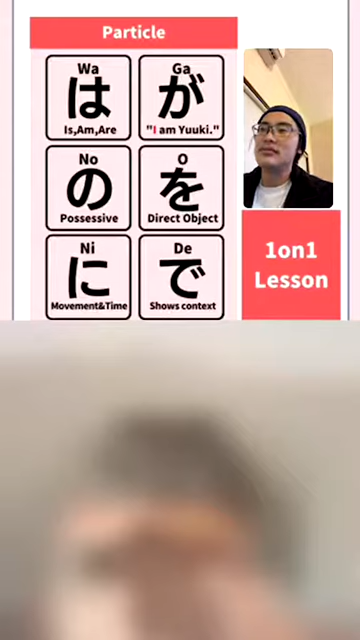 Particle
Wa
は
Is,Am,Are
Ga
が
"I am Yuuki."
No
の
Possessive
O
を
Direct Object
Ni
に
Movement&Time
De
で
Shows context
1on1
Lesson